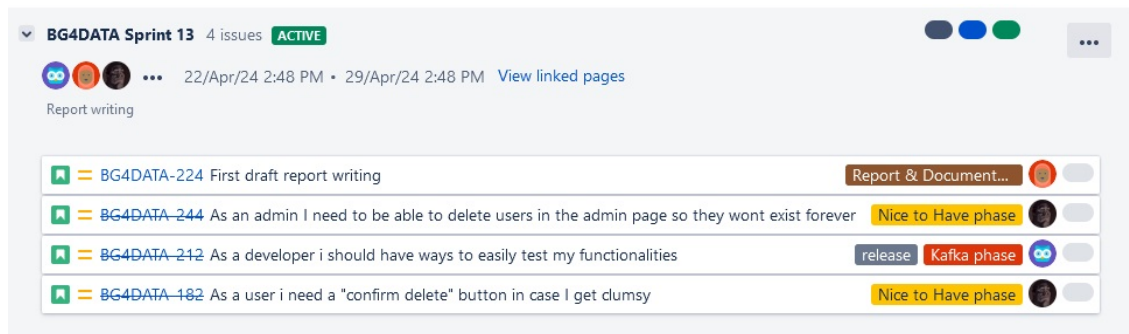 BG4DATA Sprint 13 4 issues ACTIVE
22/Apr/24 2:48 PM • 29/Apr/24 2:48 PM View linked pages
Report writing
BG4DATA-224 First draft report writing Report & Document...
BG4DATA-244 As an admin I need to be able to delete users in the admin page so they wont exist forever Nice to Have phase
BG4DATA-212 As a developer i should have ways to easily test my functionalities release Kafka phase
BG4DATA-182 As a user i need a "confirm delete" button in case I get clumsy Nice to Have phase